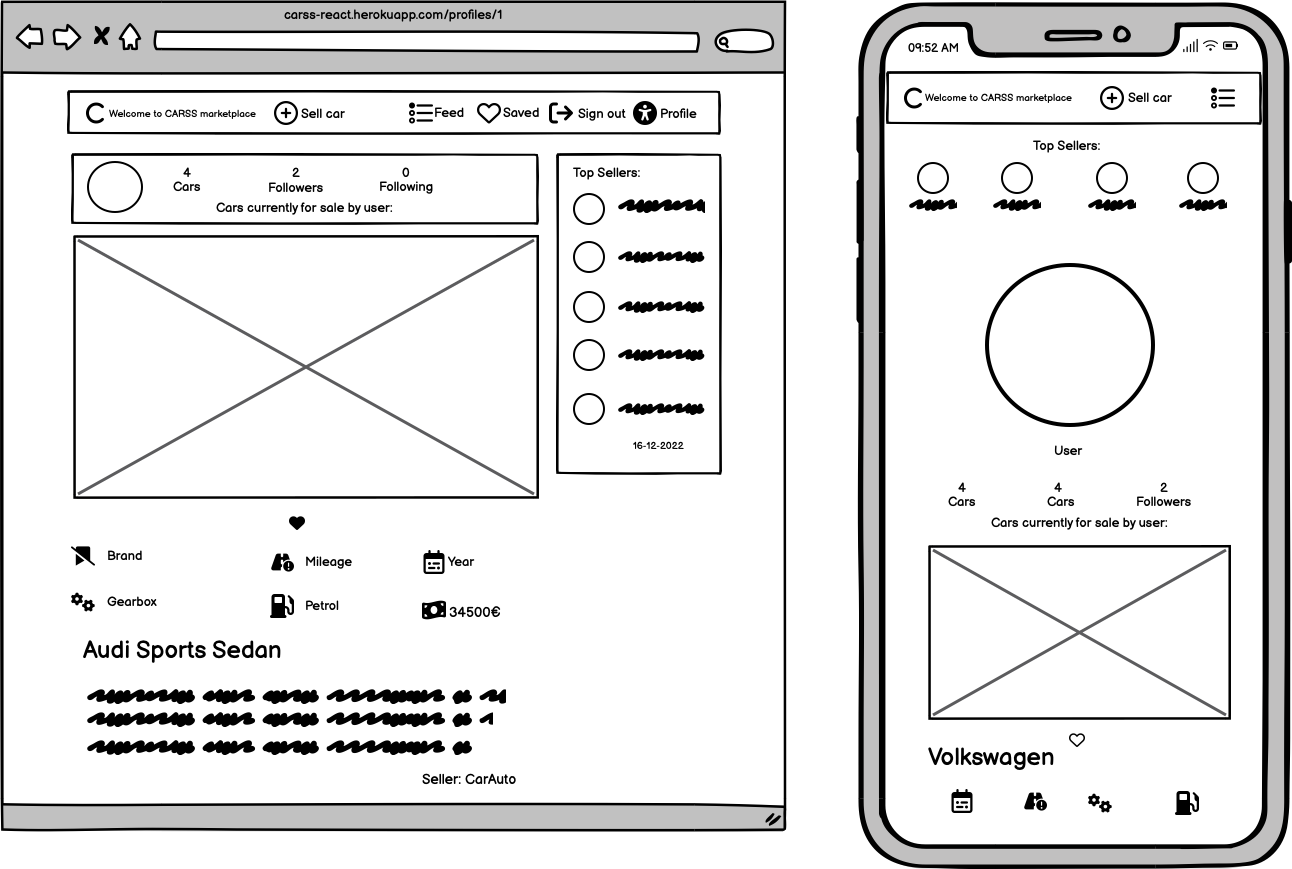 carss-react.herokuapp.com/profiles/1
Welcome to CARSS marketplace Sell car Feed Saved Sign out Profile
4 2 0
Cars Followers Following
Cars currently for sale by user:
Top Sellers:
16-12-2022
Brand Mileage Year
Gearbox Petrol 34500€
Audi Sports Sedan
Seller: CarAuto
09:52 AM
Welcome to CARSS marketplace Sell car
Top Sellers:
User
4 4 2
Cars Cars Followers
Cars currently for sale by user:
Volkswagen